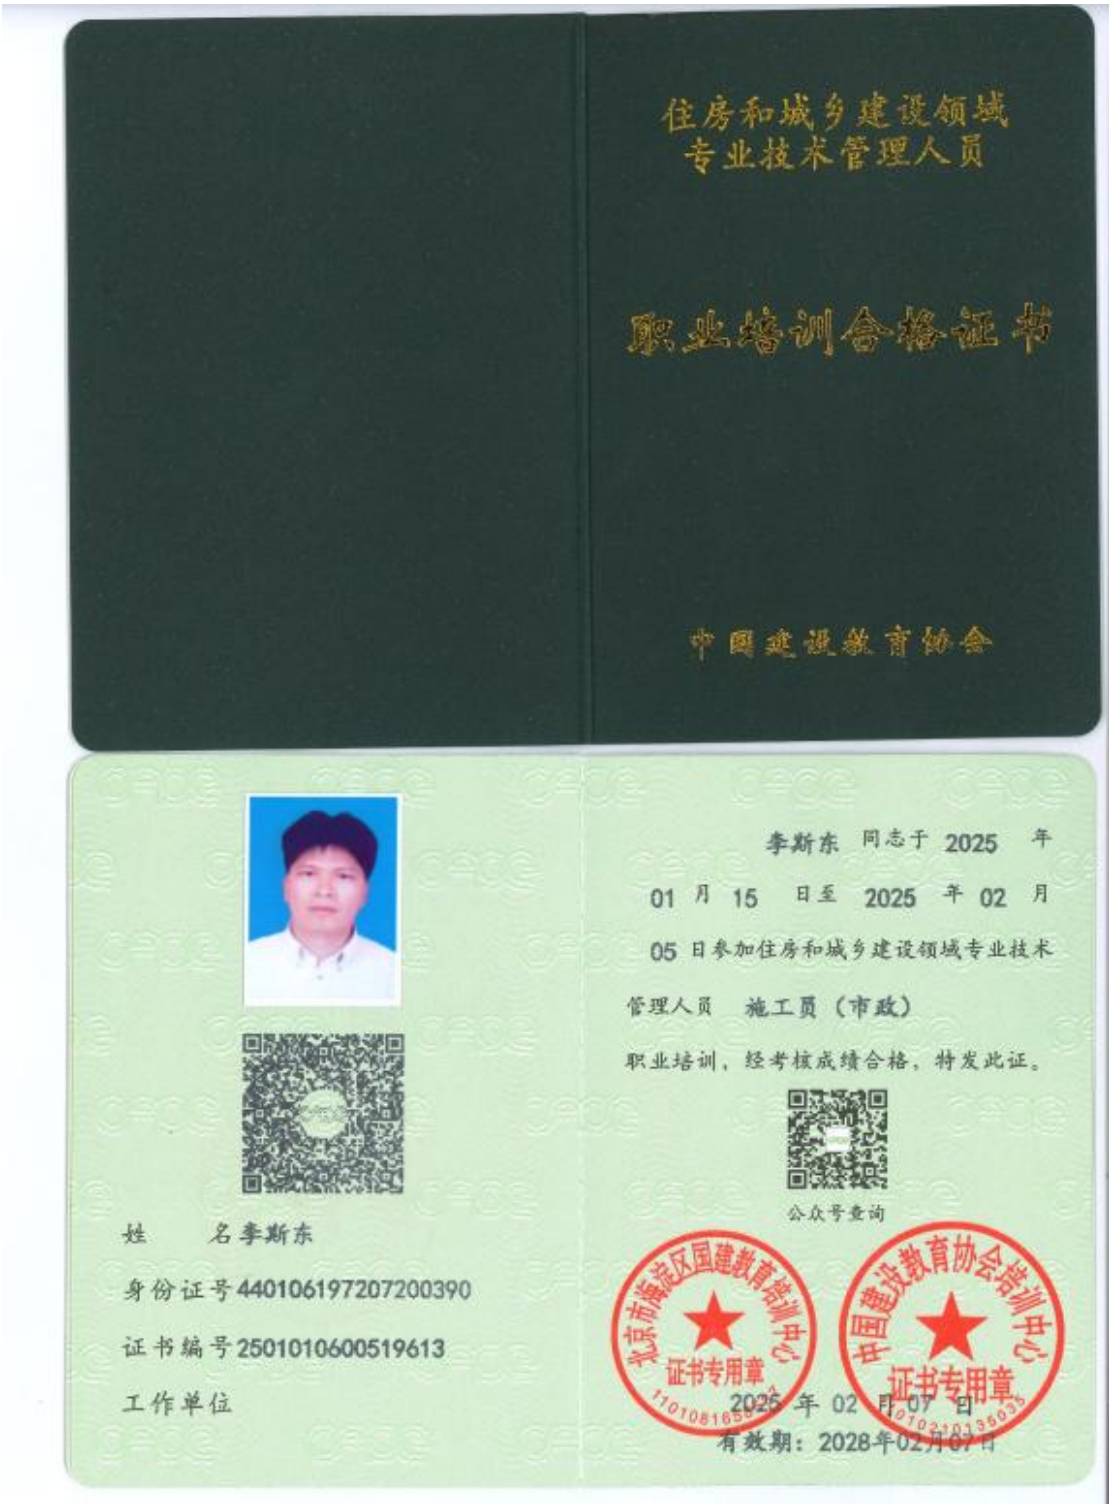 住房和城乡建设领域
专业技术管理人员
职业培训合格证书
中国建设教育协会
姓 名 李斯东
身份证号 440106197207200390
证书编号 2501010600519613
工作单位
李斯东 同志于 2025 年
01 月 15 日至 2025 年 02 月
05 日参加住房和城乡建设领域专业技术
管理人员 施工员（市政）
职业培训，经考核成绩合格，特发此证。
公众号查询
北京市海淀区国建教育培训中心
证书专用章
中国建设教育协会培训中心
证书专用章
2025 年 02 月 07 日
有效期：2028年02月07日